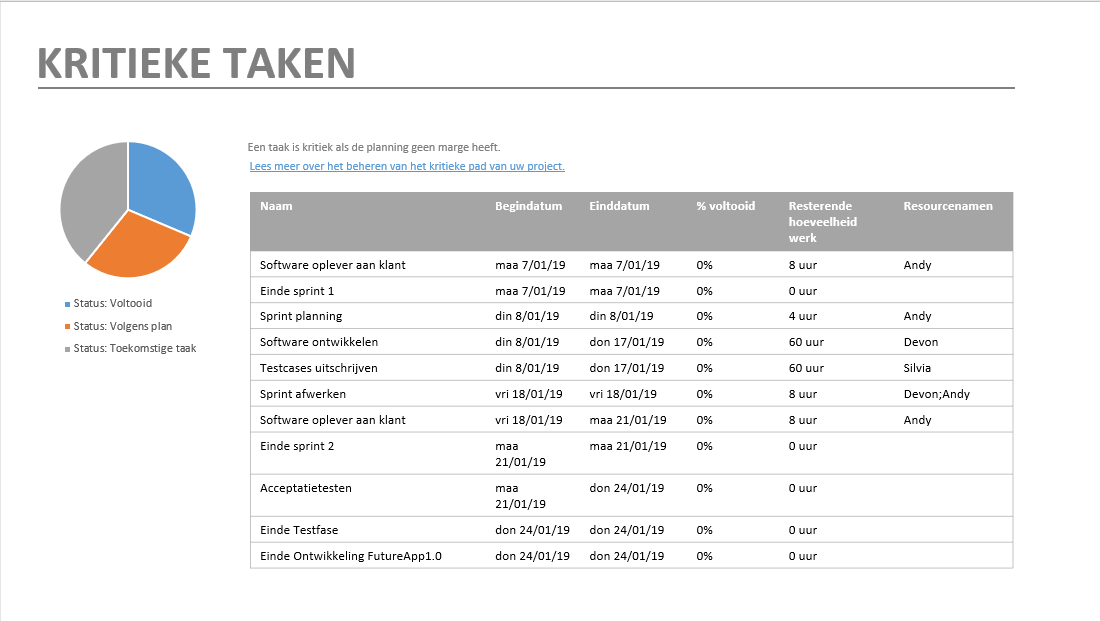 KRITIEKE TAKEN
Een taak is kritiek als de planning geen marge heeft.
Lees meer over het beheren van het kritieke pad van uw project.
Status: Voltooid
Status: Volgens plan
Status: Toekomstige taak
Naam Begindatum Einddatum % voltooid Resterende hoeveelheid werk Resourcenamen
Software oplever aan klant maa 7/01/19 maa 7/01/19 0% 8 uur Andy
Einde sprint 1 maa 7/01/19 maa 7/01/19 0% 0 uur
Sprint planning din 8/01/19 din 8/01/19 0% 4 uur Andy
Software ontwikkelen din 8/01/19 don 17/01/19 0% 60 uur Devon
Testcases uitschrijven din 8/01/19 don 17/01/19 0% 60 uur Silvia
Sprint afwerken vri 18/01/19 vri 18/01/19 0% 8 uur Devon;Andy
Software oplever aan klant vri 18/01/19 maa 21/01/19 0% 8 uur Andy
Einde sprint 2 maa 21/01/19 maa 21/01/19 0% 0 uur
Acceptatietesten maa 21/01/19 don 24/01/19 0% 0 uur
Einde Testfase don 24/01/19 don 24/01/19 0% 0 uur
Einde Ontwikkeling FutureApp1.0 don 24/01/19 don 24/01/19 0% 0 uur